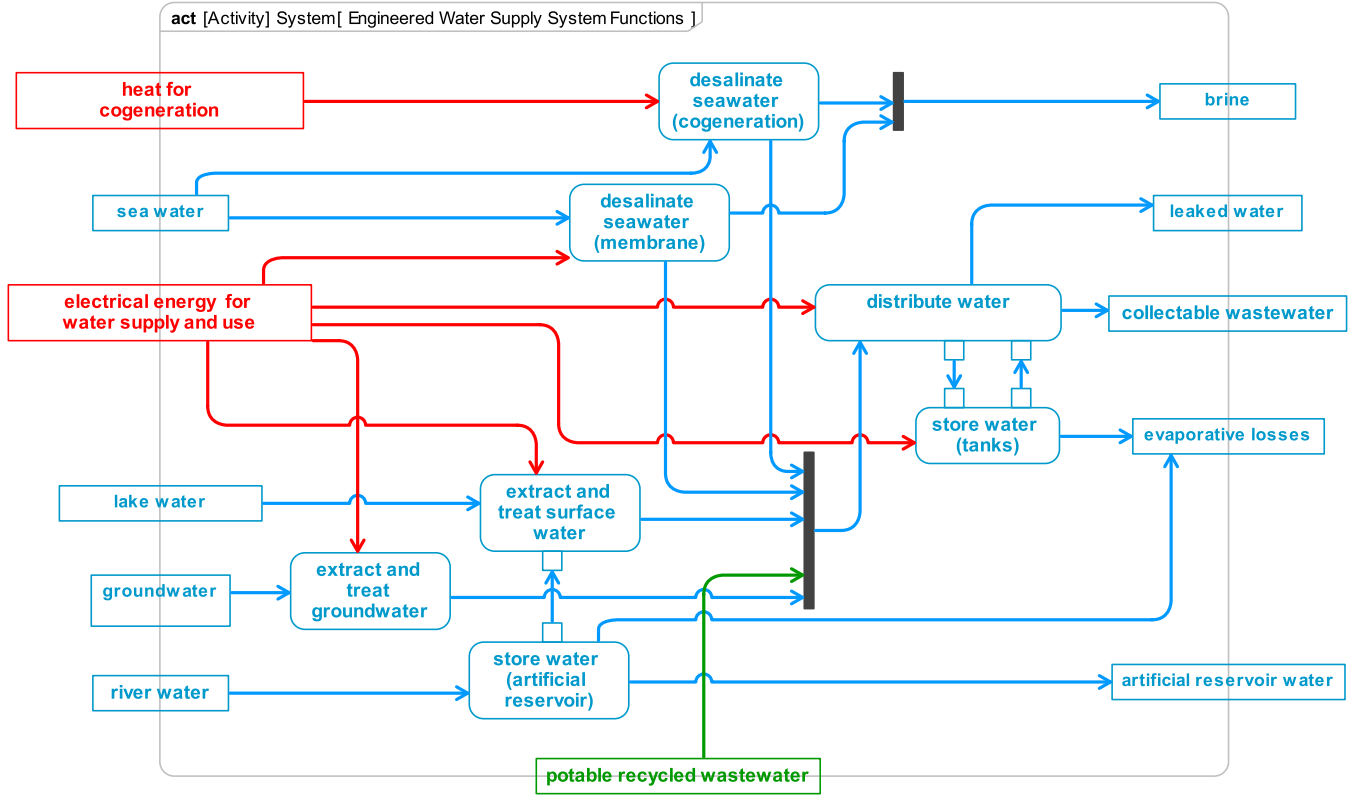 act [Activity] System[ Engineered Water Supply System Functions ]
heat for
cogeneration
desalinate
seawater
(cogeneration)
brine
sea water
desalinate
seawater
(membrane)
leaked water
electrical energy for
water supply and use
distribute water
collectable wastewater
store water
(tanks)
evaporative losses
lake water
extract and
treat surface
water
groundwater
extract and
treat
groundwater
river water
store water
(artificial
reservoir)
artificial reservoir water
potable recycled wastewater